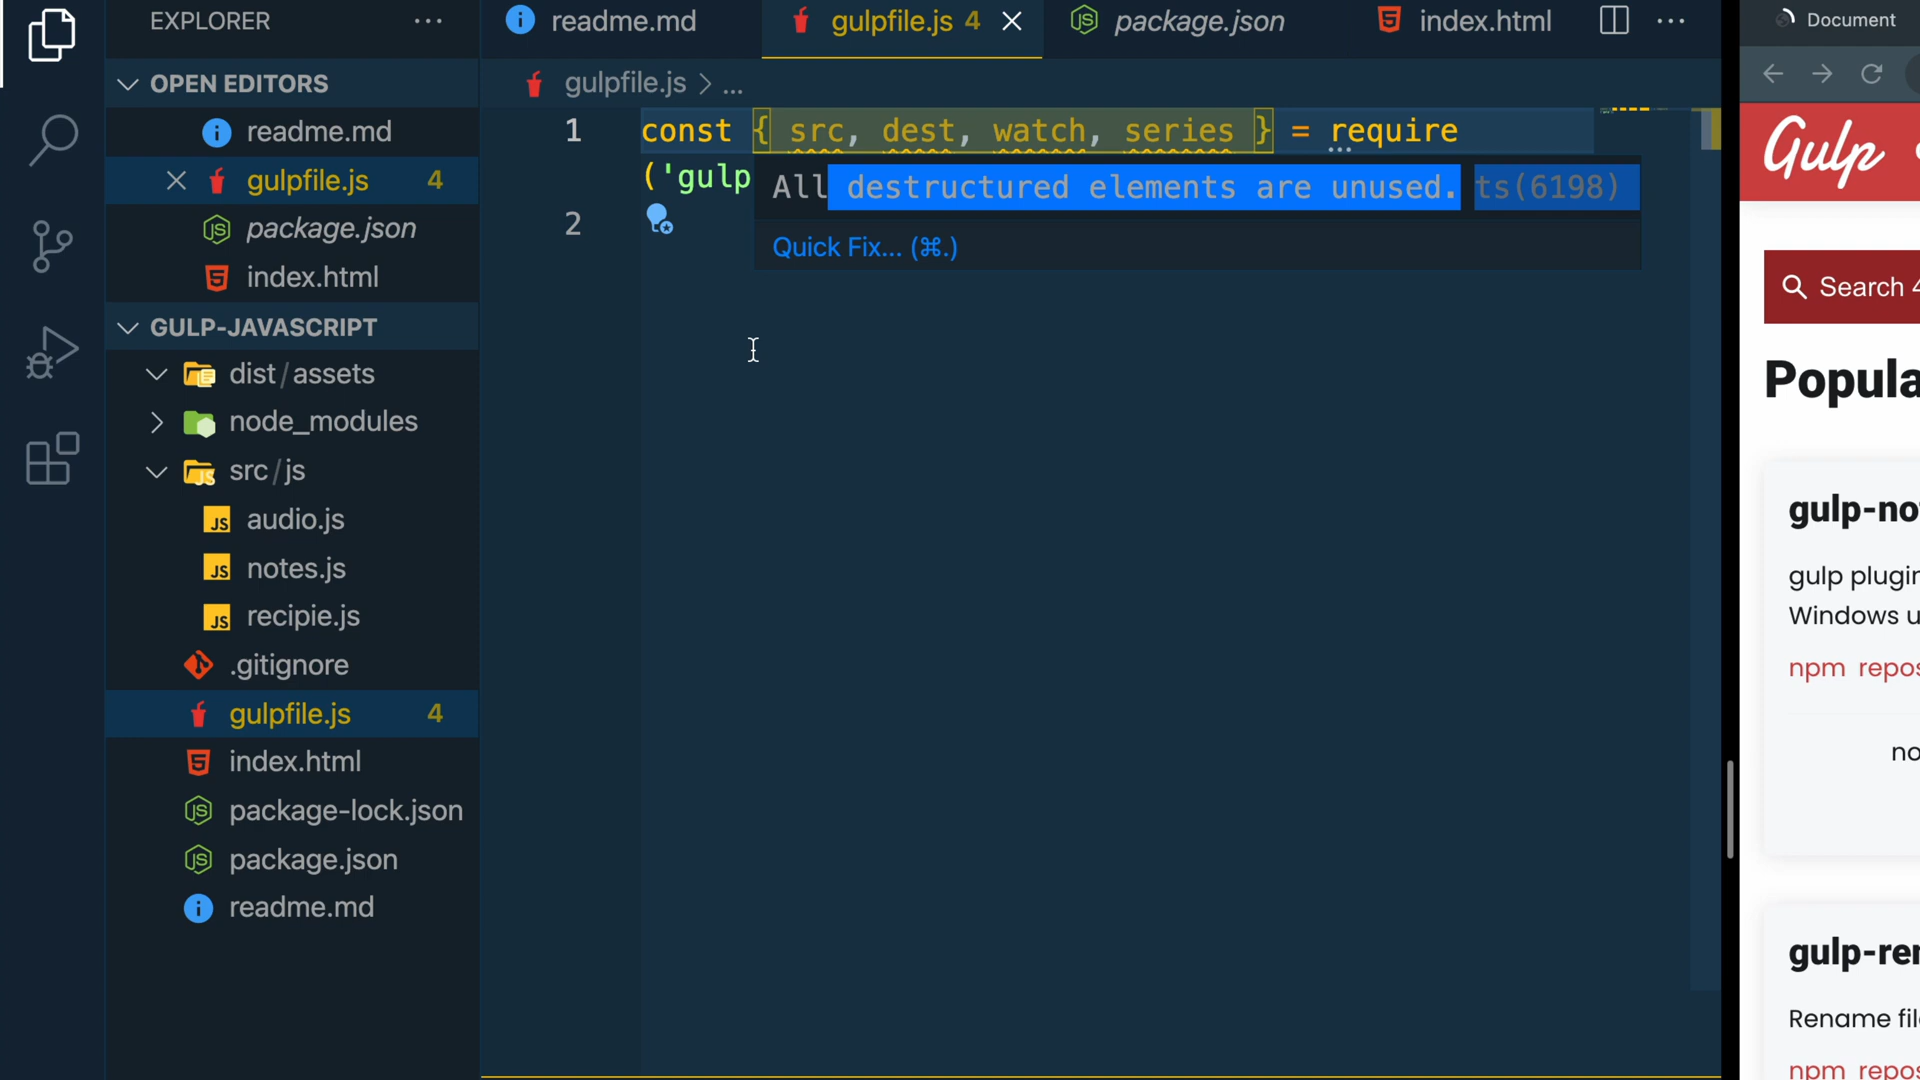 EXPLORER
readme.md
gulpfile.js 4
package.json
index.html
Document
OPEN EDITORS
readme.md
gulpfile.js 4
package.json
index.html
GULP-JAVASCRIPT
dist / assets
node_modules
src / js
audio.js
notes.js
recipie.js
.gitignore
gulpfile.js 4
index.html
package-lock.json
package.json
readme.md
gulpfile.js > ...
1 const { src, dest, watch, series } = require
('gulp
2
All destructured elements are unused. ts(6198)
Quick Fix... (⌘.)
Gulp
Search
Popula
gulp-no
gulp plugin
Windows u
npm repos
no
gulp-ren
Rename fil
npm repos